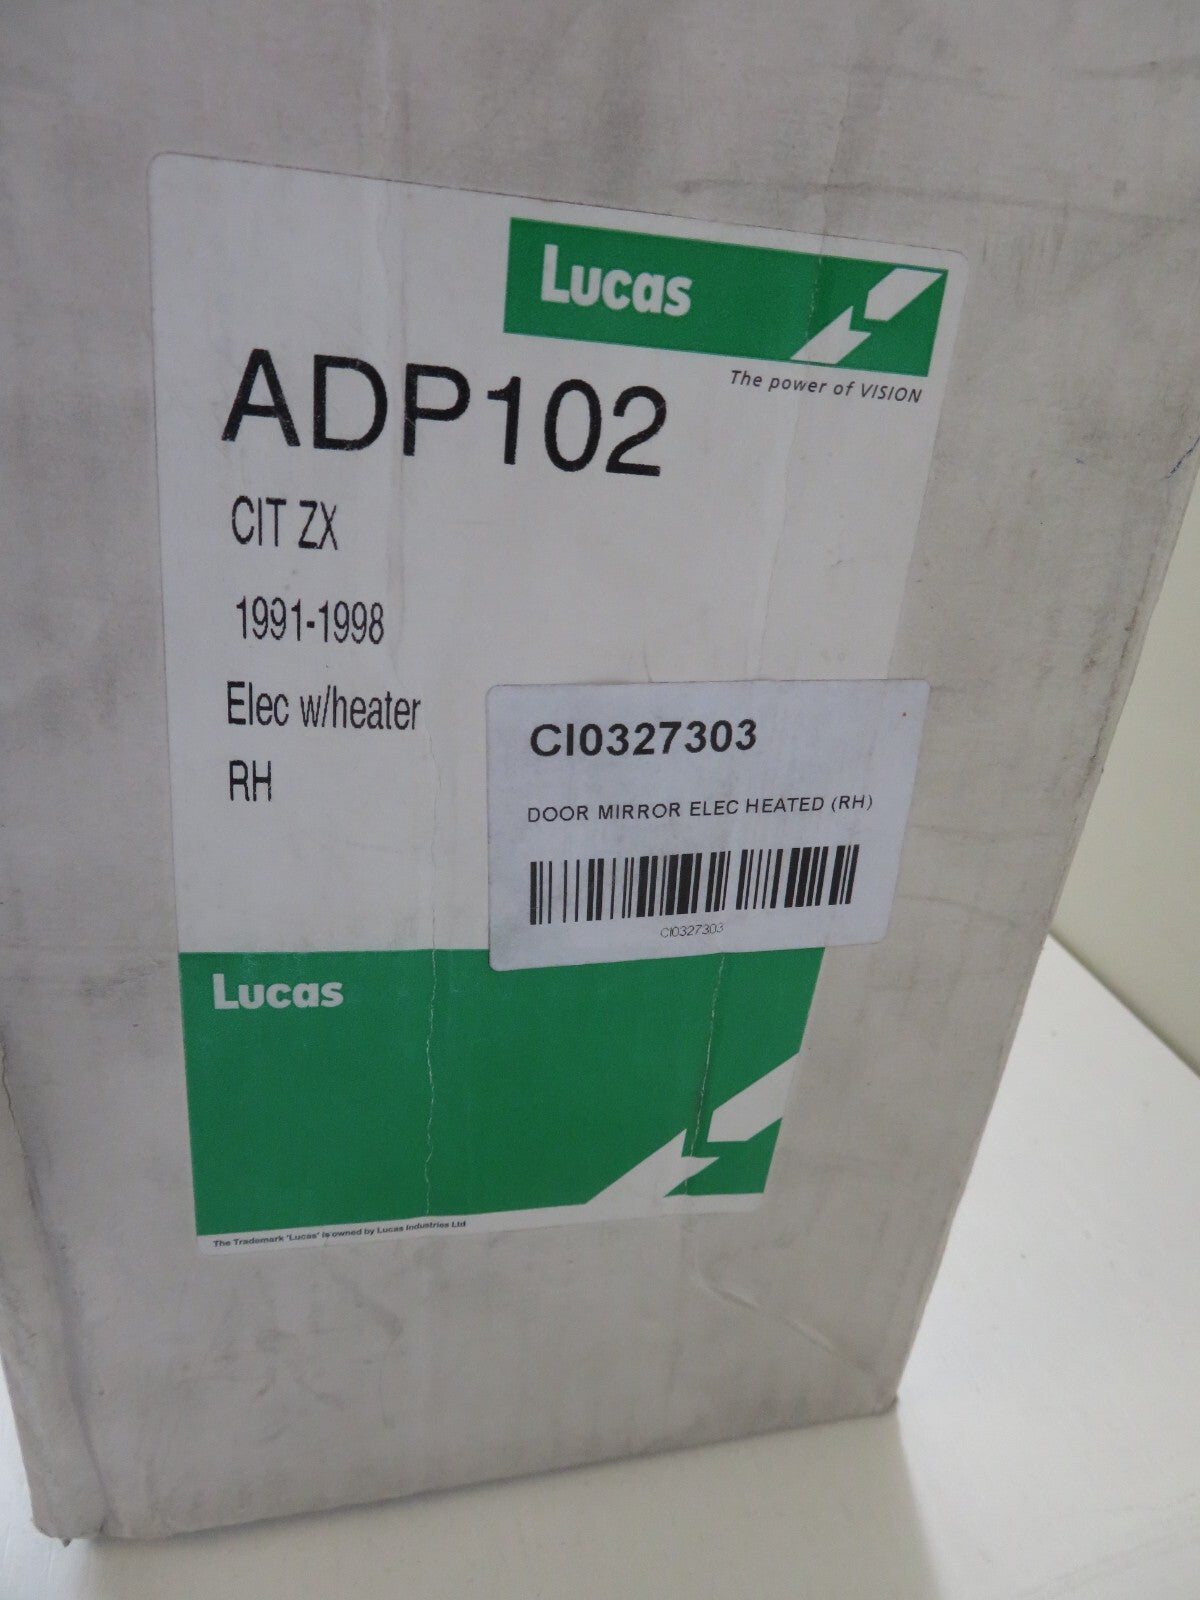 Lucas
The power of VISION
ADP102
CIT ZX
1991-1998
Elec w/heater
RH
CI0327303
DOOR MIRROR ELEC HEATED (RH)
CI0327303
Lucas
The Trademark 'Lucas' is owned by Lucas Industries Ltd